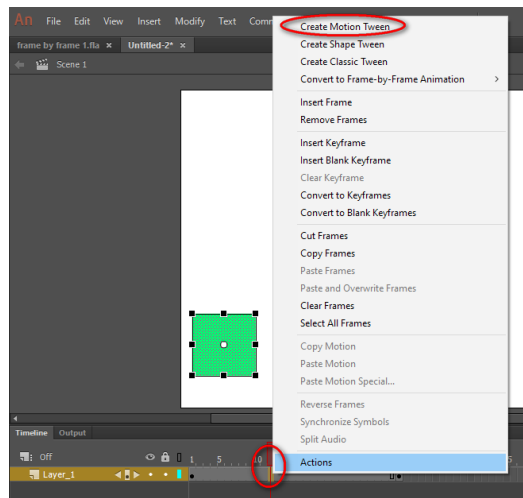 An File Edit View Insert Modify Text Comm
frame by frame 1.fla × Untitled-2* ×
Scene 1
Create Motion Tween
Create Shape Tween
Create Classic Tween
Convert to Frame-by-Frame Animation
Insert Frame
Remove Frames
Insert Keyframe
Insert Blank Keyframe
Clear Keyframe
Convert to Keyframes
Convert to Blank Keyframes
Cut Frames
Copy Frames
Paste Frames
Paste and Overwrite Frames
Clear Frames
Select All Frames
Copy Motion
Paste Motion
Paste Motion Special...
Reverse Frames
Synchronize Symbols
Split Audio
Actions
Timeline Output
Off 1 5 10 5
Layer_1